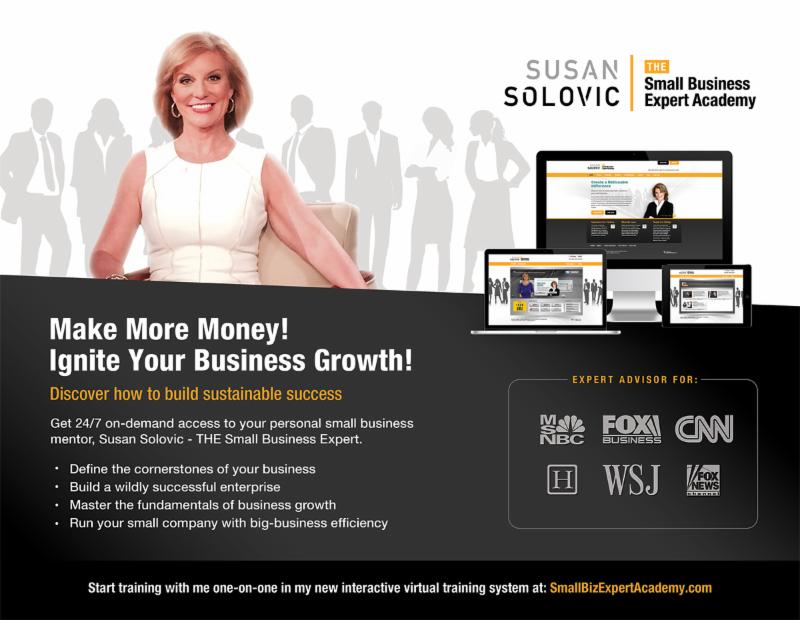 SUSAN
SOLOVIC
THE
Small Business
Expert Academy
Make More Money!
Ignite Your Business Growth!
Discover how to build sustainable success
Get 24/7 on-demand access to your personal small business
mentor, Susan Solovic - THE Small Business Expert.
• Define the cornerstones of your business
• Build a wildly successful enterprise
• Master the fundamentals of business growth
• Run your small company with big-business efficiency
EXPERT ADVISOR FOR:
MSNBC
FOX
BUSINESS
CNN
H
WSJ
FOX
NEWS
channel
Start training with me one-on-one in my new interactive virtual training system at: SmallBizExpertAcademy.com